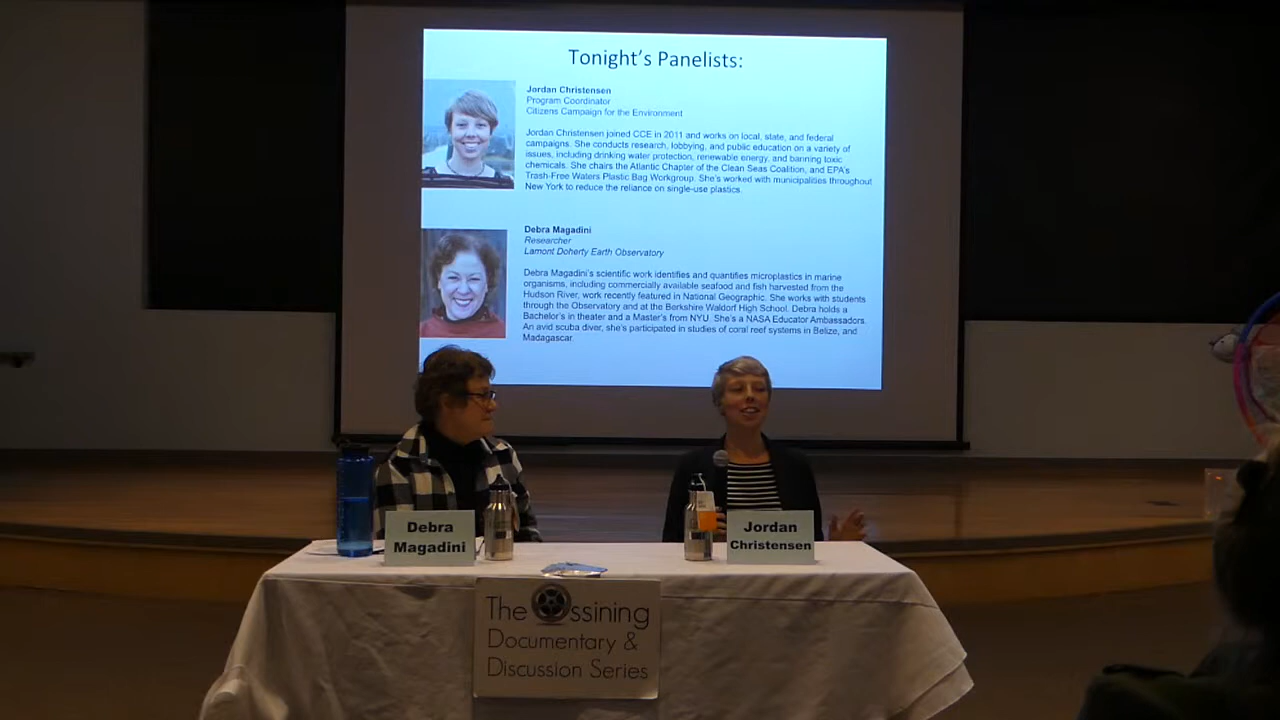 Tonight's Panelists:
Jordan Christensen
Program Coordinator
Citizens Campaign for the Environment
Jordan Christensen joined CCE in 2011 and works on local, state, and federal
campaigns. She conducts research, lobbying, and public education on a variety of
issues, including drinking water protection, renewable energy, and banning toxic
chemicals. She chairs the Atlantic Chapter of the Clean Seas Coalition, and EPA's
Trash-Free Waters Plastic Bag Workgroup. She's worked with municipalities throughout
New York to reduce the reliance on single-use plastics.
Debra Magadini
Researcher
Lamont Doherty Earth Observatory
Debra Magadini's scientific work identifies and quantifies microplastics in marine
organisms, including commercially available seafood and fish harvested from the
Hudson River, work recently featured in National Geographic. She works with students
through the Observatory and at the Berkshire Waldorf High School. Debra holds a
Bachelor's in theater and a Master's from NYU. She's a NASA Educator Ambassadors.
An avid scuba diver, she's participated in studies of coral reef systems in Belize, and
Madagascar.
Debra
Magadini
Jordan
Christensen
The Ossining
Documentary &
Discussion Series